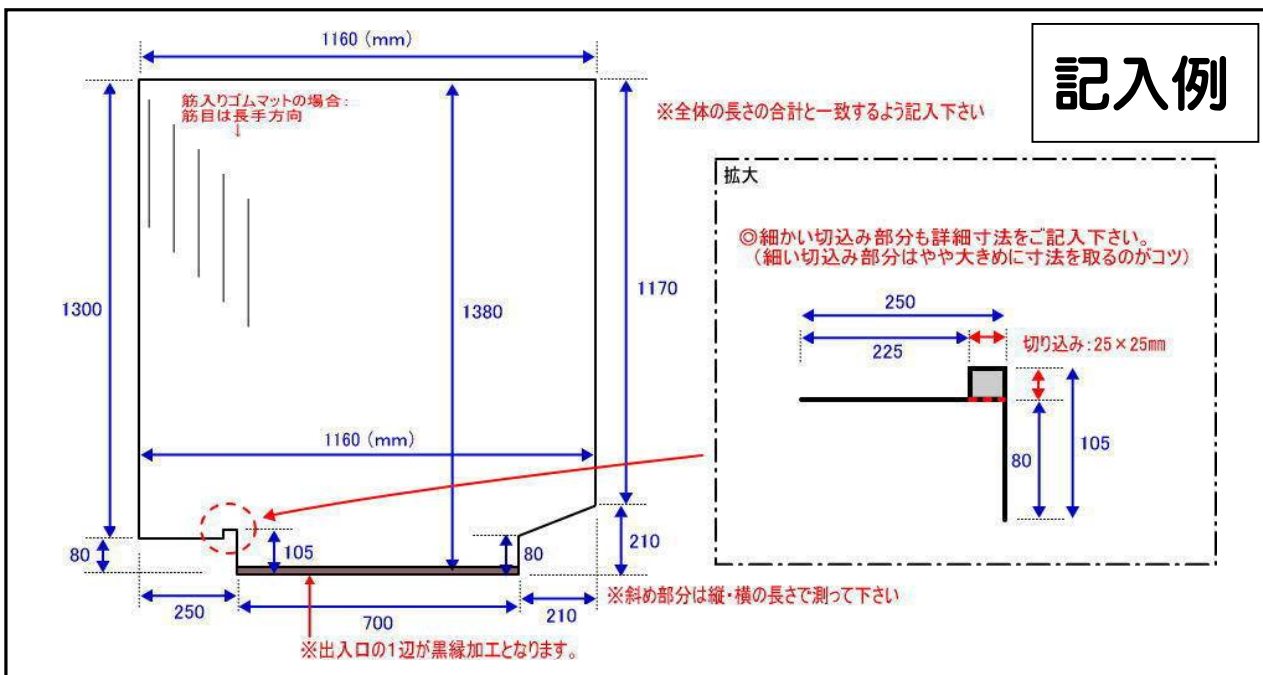 記入例
1160 (mm)
筋入りゴムマットの場合:
筋目は長手方向
↓
※全体の長さの合計と一致するよう記入下さい
1300
1380
1170
1160 (mm)
80
105
80
210
250
700
210
※斜め部分は縦・横の長さで測って下さい
※出入口の1辺が黒縁加工となります。
拡大
◎細かい切込み部分も詳細寸法をご記入下さい。
(細い切込み部分はやや大きめに寸法を取るのがコツ)
250
225
切り込み:25×25㎜
80
105